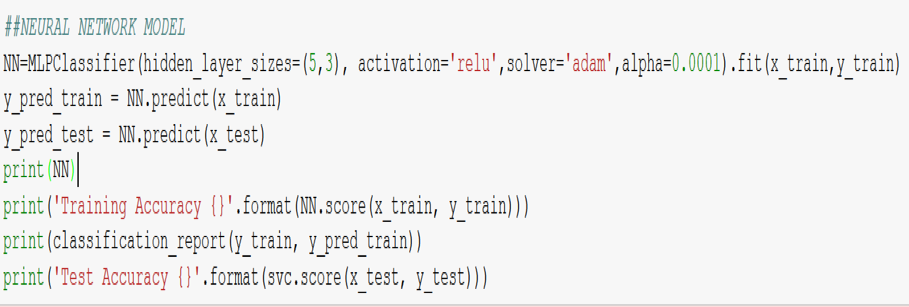 ##NEURAL NETWORK MODEL
NN=MLPClassifier(hidden_layer_sizes=(5,3), activation='relu',solver='adam',alpha=0.0001).fit(x_train,y_train)
y_pred_train = NN.predict(x_train)
y_pred_test = NN.predict(x_test)
print(NN)
print('Training Accuracy {}'.format(NN.score(x_train, y_train)))
print(classification_report(y_train, y_pred_train))
print('Test Accuracy {}'.format(svc.score(x_test, y_test)))